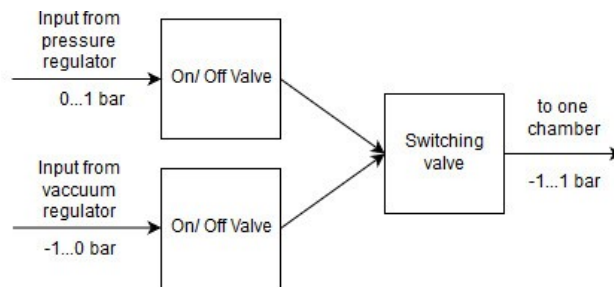 Input from
pressure
regulator
0...1 bar
On/ Off Valve
Input from
vaccuum
regulator
-1...0 bar
On/ Off Valve
Switching
valve
to one
chamber
-1...1 bar